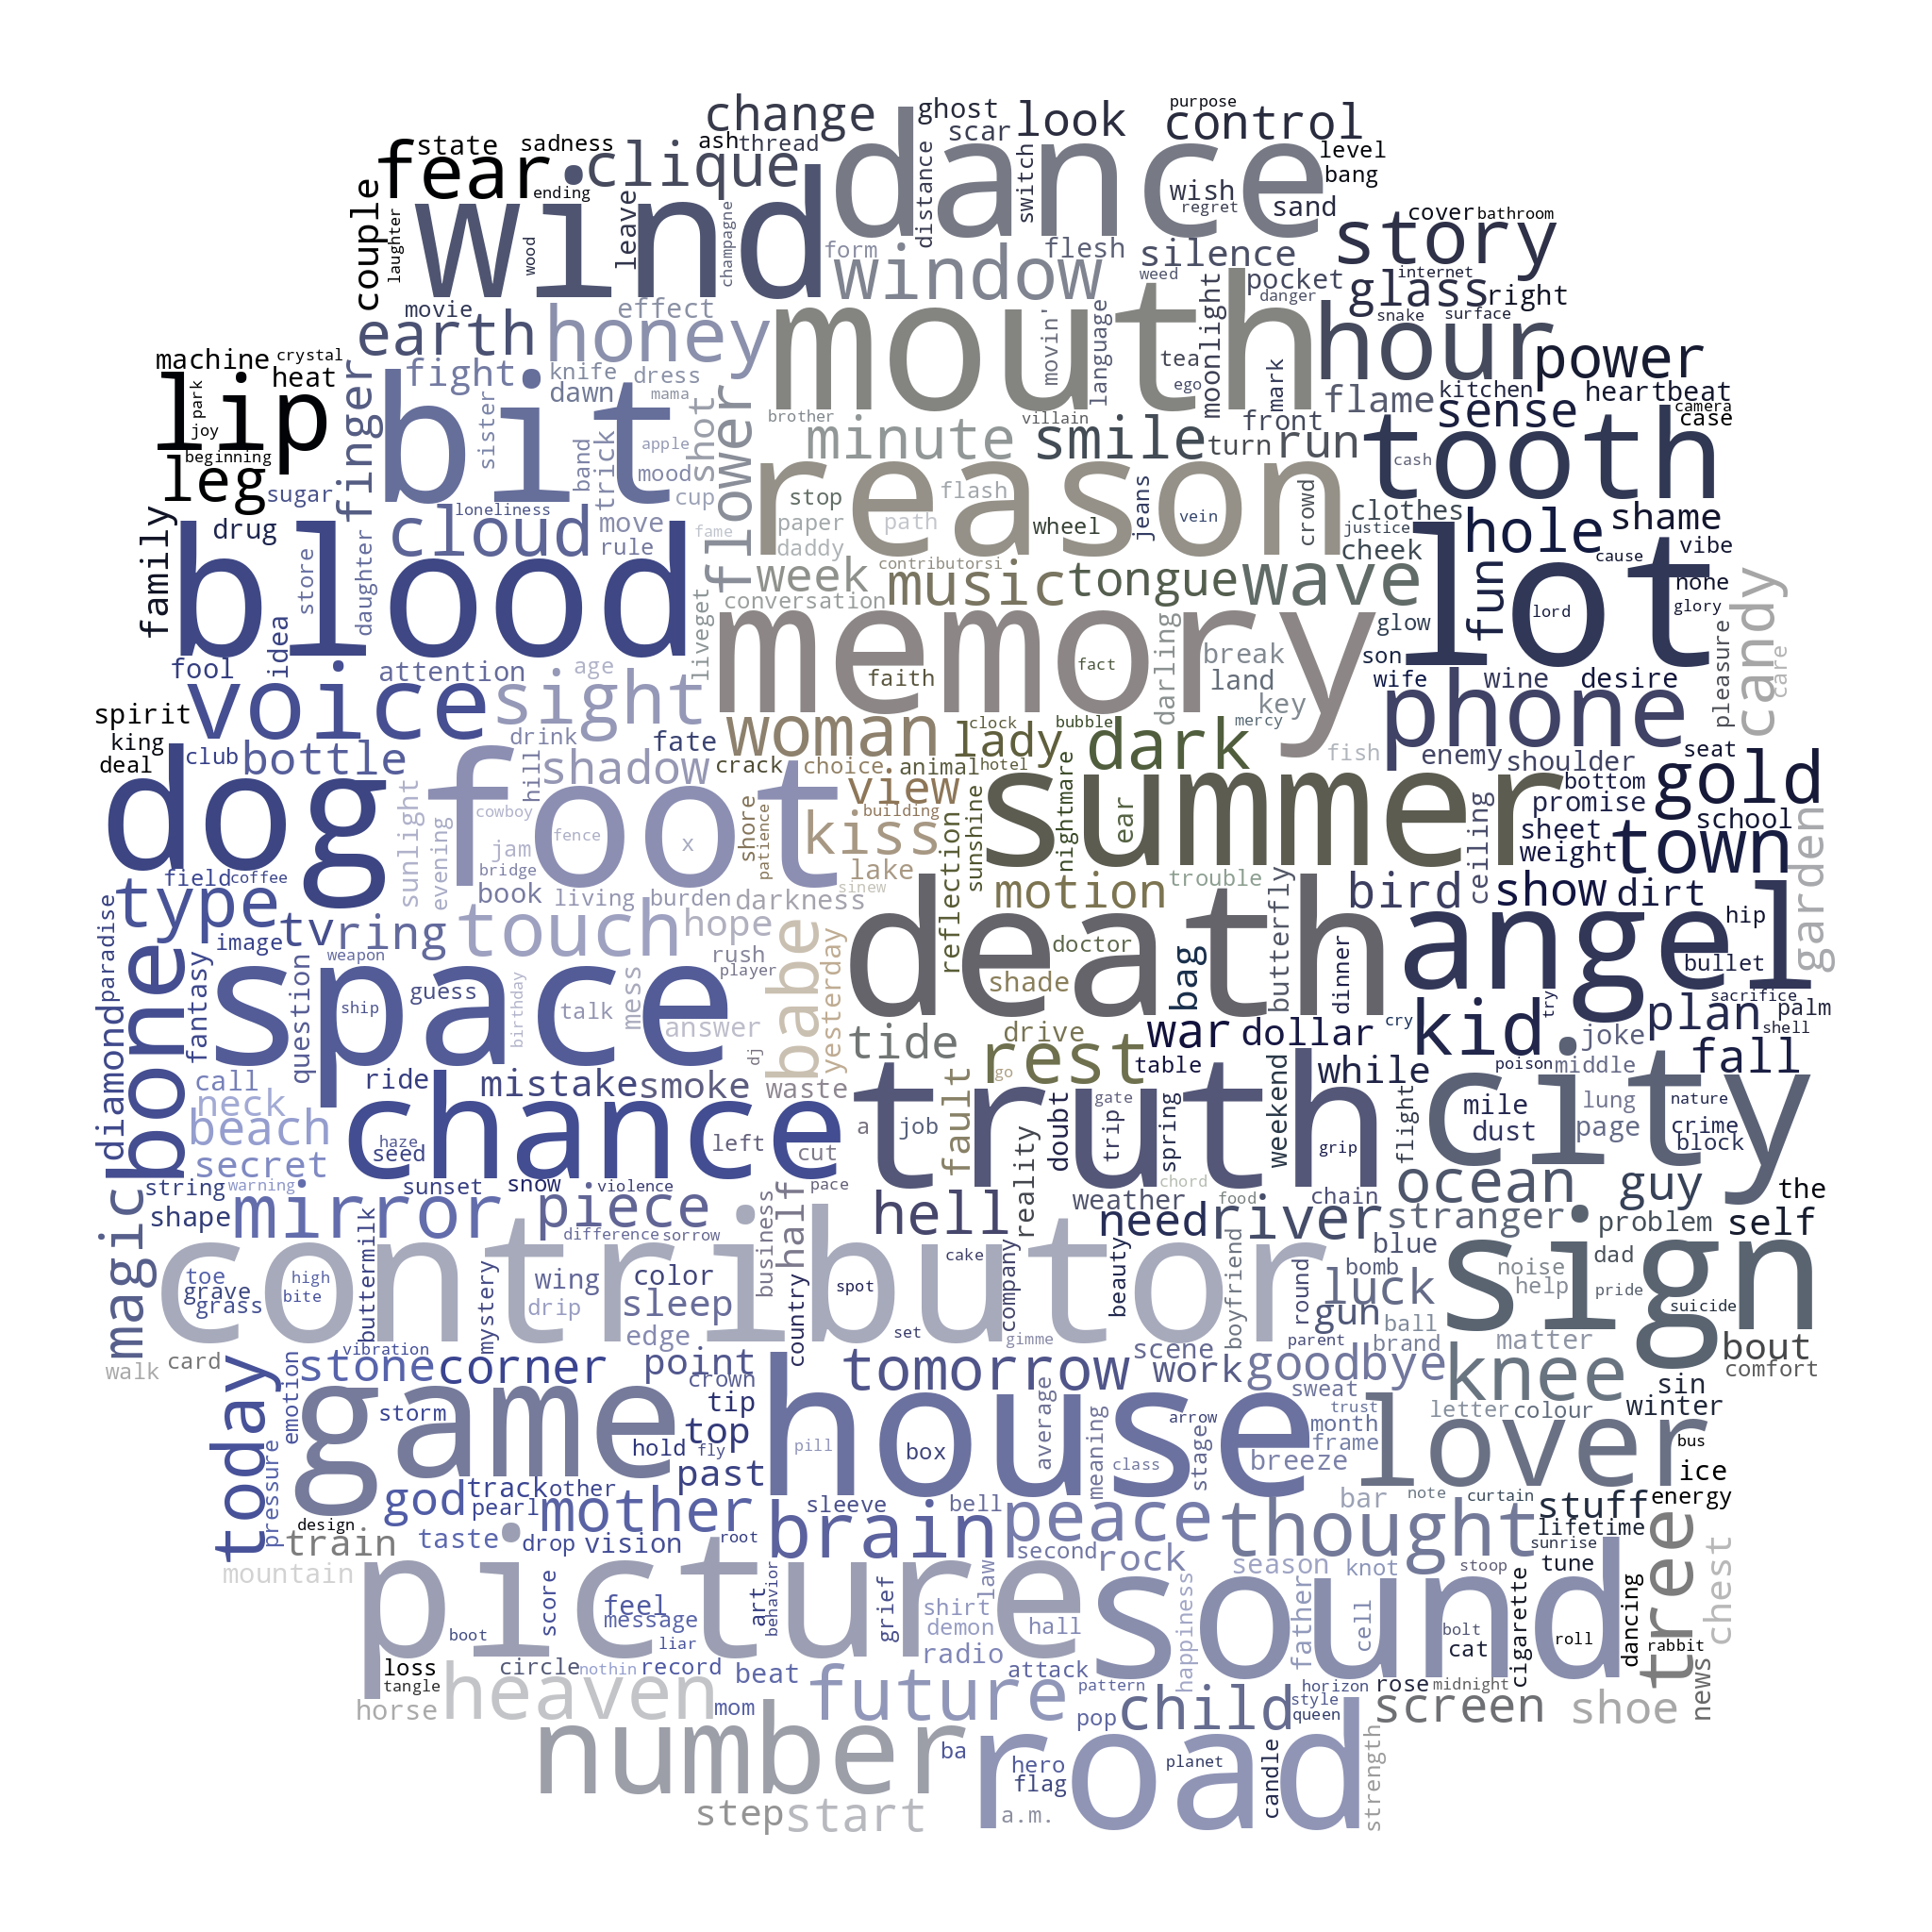 change ghost scar look purpose control
fear state sadness ash thread clique dance level bang
wind ending distance switch wish regret sand story cover bathroom
couple laughter wood leave champagne form window flesh silence weed pocket danger glass internet right
movie effect earth honey mouth language movin' tea ego moonlight mark hour snake surface power
machine crystal heat lip park joy beginning leg sugar
finger fight knife dress dawn mama bit sister band trick apple mood cup shot flower
brother villain minute smile front turn run flame kitchen sense heartbeat camera case tooth cash
reason stop flash paper path daddy wheel jeans vein crowd justice clothes cheek hole shame vibe cause
family drug store daughter loneliness cloud move rule fame blood
week contributorsi music tongue wave fun lord lot none glory candy care pleasure
conversation liveget memory faith fact darling break land glow son key mercy
fool idea attention age voice sight wife wine desire phone
spirit king deal club bottle drink hill shadow fate woman clock bubble lady dark fish enemy shoulder seat bottom gold
dog foot cowboy fence x crack choice animal hotel view building kiss shore patience lake sinew
summer sunshine nightmare ear reflection promise school sheet weight town ceiling garden
sunlight evening jam bridge field coffee type book living burden darkness motion trouble bird show dirt
paradise image tv ring touch hope babe yesterday death doctor shade bag butterfly dinner angel hip bullet
bone fantasy question weapon space ship guess birthday talk mess rush player answer dj
tide drive rest war dollar table cry try kid sacrifice plan palm shell joke fall
diamond call neck beach secret ride mistake smoke waste chance haze seed left cut
truth a job go fault doubt gate trip spring weekend grip while flight poison middle city mile dust lung page nature crime block
magic string warning shape mirror sunset snow violence piece pace half hell reality weather chord food chain need river ocean guy the stranger problem self
buttermilk difference sorrow business contributor toe grave grass high bite mystery wing drip color sleep edge country spot cake set company gimme beauty boyfriend round blue bomb luck gun ball brand parent
sign noise dad help pride suicide matter bout comfort
walk card vibration today emotion stone corner point crown tomorrow scene work goodbye sweat trust month frame knee sin letter colour winter
pressure storm game hold fly tip top past house pill box average class meaning arrow stage breeze lover bus ice
design train track other god pearl mother sleeve bell brain peace bar note curtain thought stuff energy lifetime sunrise
mountain taste drop vision root second rock season knot stoop tune tree chest
picture boot score feel message liar art behavior grief law shirt demon hall radio sound happiness father cell bolt cat roll cigarette dancing rabbit
loss tangle circle nothin record beat attack pattern horizon rose midnight news
horse heaven mom future pop child style queen screen shoe
number ba road hero flag planet candle strength
step start a.m.